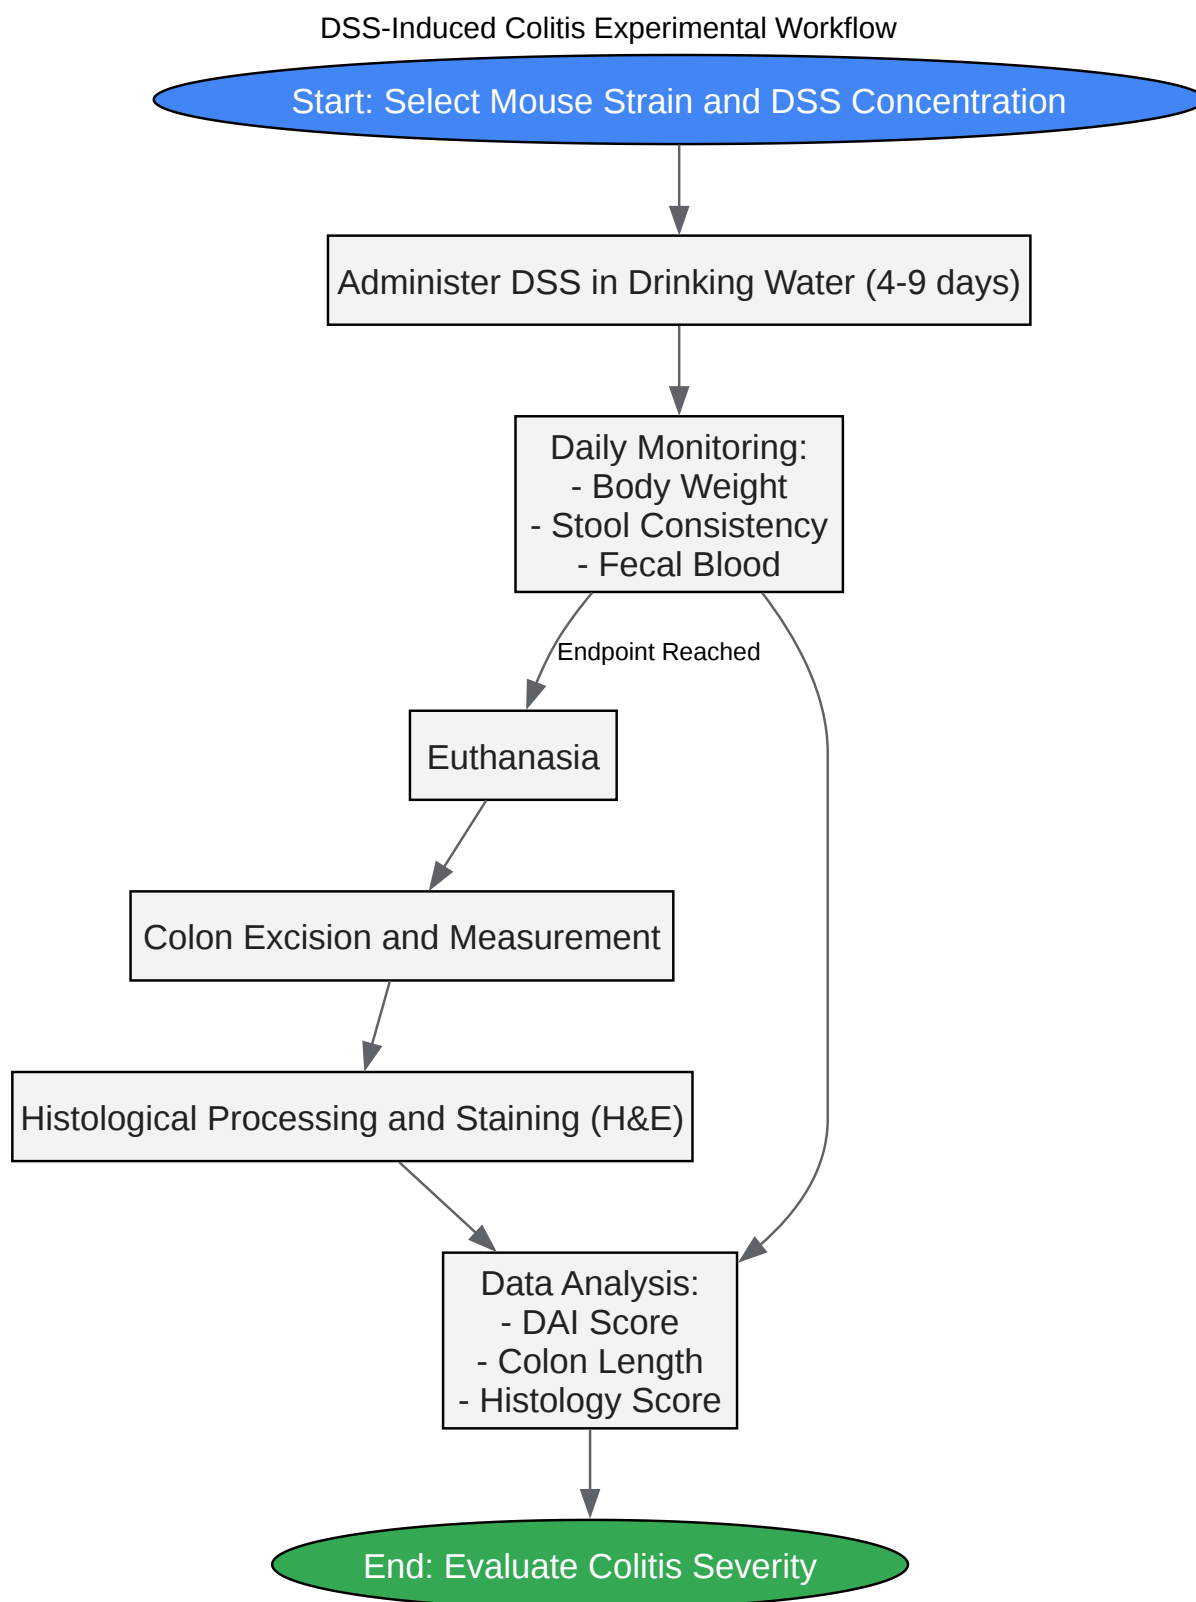 DSS-Induced Colitis Experimental Workflow
Start: Select Mouse Strain and DSS Concentration
Administer DSS in Drinking Water (4-9 days)
Daily Monitoring:
- Body Weight
- Stool Consistency
- Fecal Blood
Endpoint Reached
Euthanasia
Colon Excision and Measurement
Histological Processing and Staining (H&E)
Data Analysis:
- DAI Score
- Colon Length
- Histology Score
End: Evaluate Colitis Severity